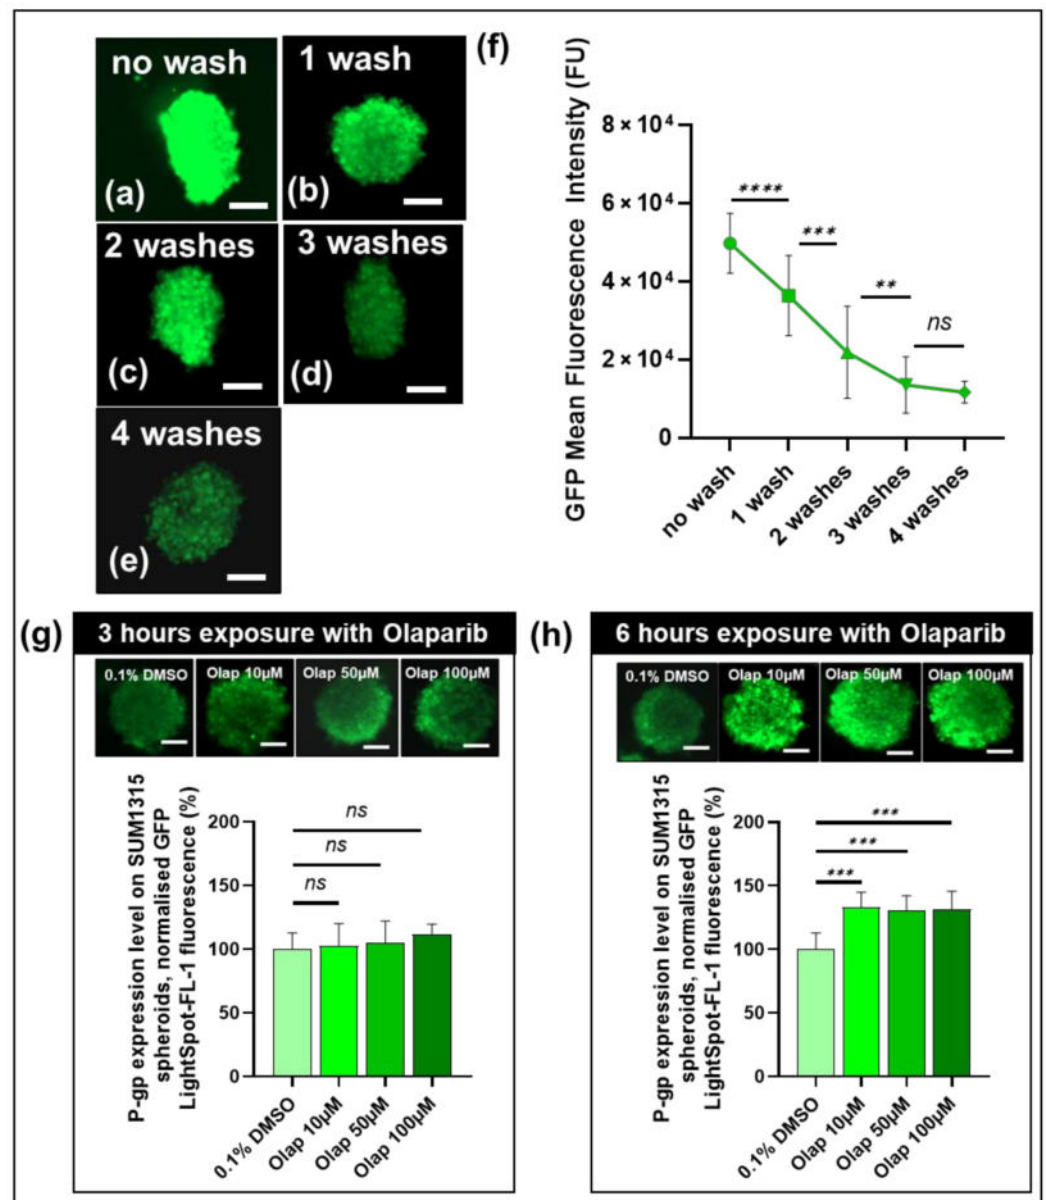 no wash
(a)
1 wash
(b)
2 washes
(c)
3 washes
(d)
4 washes
(e)
(f)
GFP Mean Fluorescence Intensity (FU)
8 × 10⁴
6 × 10⁴
4 × 10⁴
2 × 10⁴
0
****
***
**
ns
no wash
1 wash
2 washes
3 washes
4 washes
(g)
3 hours exposure with Olaparib
0.1% DMSO
Olap 10µM
Olap 50µM
Olap 100µM
P-gp expression level on SUM1315
spheroids, normalised GFP
LightSpot-FL-1 fluorescence (%)
200
150
100
50
0
ns
ns
ns
0.1% DMSO
Olap 10µM
Olap 50µM
Olap 100µM
(h)
6 hours exposure with Olaparib
0.1% DMSO
Olap 10µM
Olap 50µM
Olap 100µM
P-gp expression level on SUM1315
spheroids, normalised GFP
LightSpot-FL-1 fluorescence (%)
200
150
100
50
0
***
***
***
0.1% DMSO
Olap 10µM
Olap 50µM
Olap 100µM